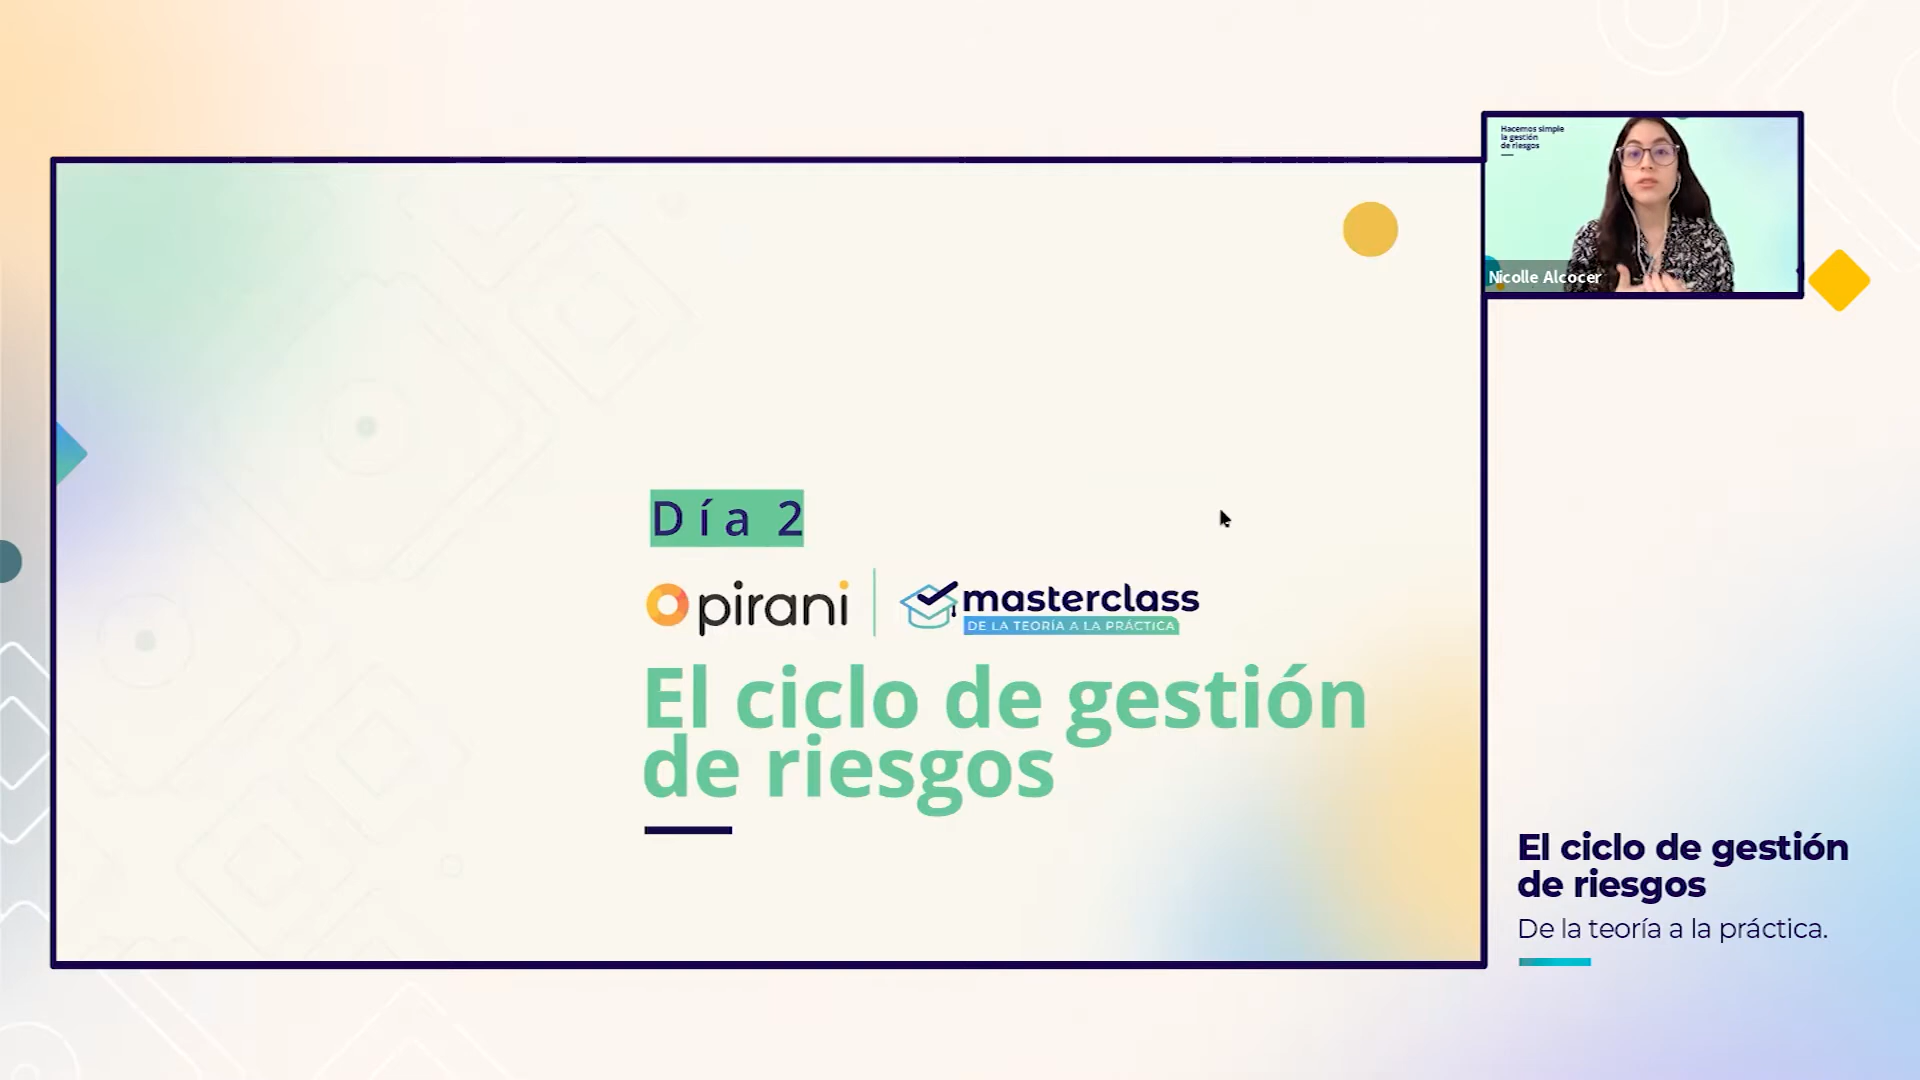 Hacemos simple
la gestión
de riesgos
Nicolle Alcocer
Día 2
pirani
masterclass
DE LA TEORÍA A LA PRÁCTICA
El ciclo de gestión
de riesgos
El ciclo de gestión
de riesgos
De la teoría a la práctica.